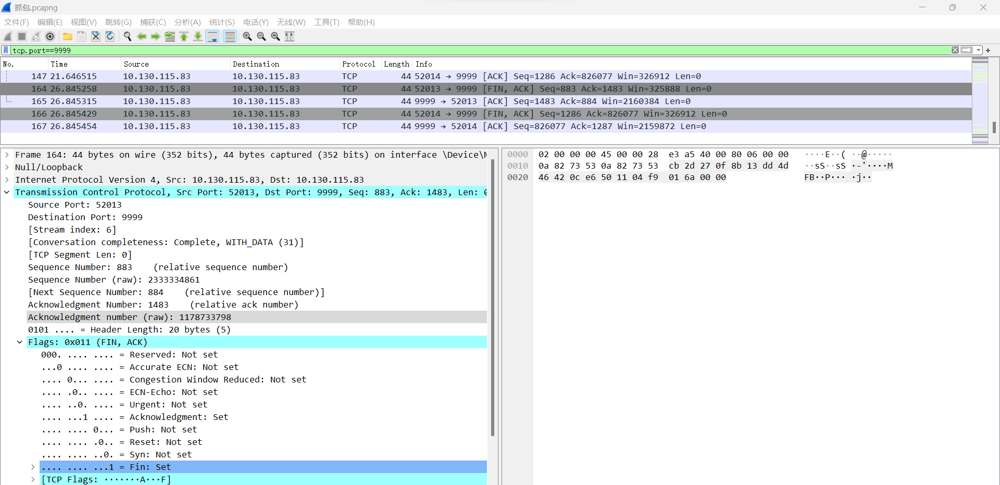 抓包.pcapng
文件(F) 编辑(E) 视图(V) 跳转(G) 捕获(C) 分析(A) 统计(S) 电话(Y) 无线(W) 工具(T) 帮助(H)
tcp.port==9999
No. Time Source Destination Protocol Length Info
147 21.646515 10.130.115.83 10.130.115.83 TCP 44 52014 → 9999 [ACK] Seq=1286 Ack=826077 Win=326912 Len=0
164 26.845258 10.130.115.83 10.130.115.83 TCP 44 52013 → 9999 [FIN, ACK] Seq=883 Ack=1483 Win=325888 Len=0
165 26.845315 10.130.115.83 10.130.115.83 TCP 44 9999 → 52013 [ACK] Seq=1483 Ack=884 Win=2160384 Len=0
166 26.845429 10.130.115.83 10.130.115.83 TCP 44 52014 → 9999 [FIN, ACK] Seq=1286 Ack=826077 Win=326912 Len=0
167 26.845454 10.130.115.83 10.130.115.83 TCP 44 9999 → 52014 [ACK] Seq=826077 Ack=1287 Win=2159872 Len=0
Frame 164: 44 bytes on wire (352 bits), 44 bytes captured (352 bits) on interface \Device\N
Null/Loopback
Internet Protocol Version 4, Src: 10.130.115.83, Dst: 10.130.115.83
Transmission Control Protocol, Src Port: 52013, Dst Port: 9999, Seq: 883, Ack: 1483, Len: 0
Source Port: 52013
Destination Port: 9999
[Stream index: 6]
[Conversation completeness: Complete, WITH_DATA (31)]
[TCP Segment Len: 0]
Sequence Number: 883    (relative sequence number)
Sequence Number (raw): 2333334861
[Next Sequence Number: 884    (relative sequence number)]
Acknowledgment Number: 1483    (relative ack number)
Acknowledgment number (raw): 1178733798
0101 .... = Header Length: 20 bytes (5)
Flags: 0x011 (FIN, ACK)
000. .... .... = Reserved: Not set
...0 .... .... = Accurate ECN: Not set
.... 0... .... = Congestion Window Reduced: Not set
.... .0.. .... = ECN-Echo: Not set
.... ..0. .... = Urgent: Not set
.... ...1 .... = Acknowledgment: Set
.... .... 0... = Push: Not set
.... .... .0.. = Reset: Not set
.... .... ..0. = Syn: Not set
.... .... ...1 = Fin: Set
[TCP Flags: ·······A···F]
0000 02 00 00 00 45 00 00 28 e3 a5 40 00 80 06 00 00 ····E··( ··@·····
0010 0a 82 73 53 0a 82 73 53 cb 2d 27 0f 8b 13 dd 4d ··sS··sS ·-'····M
0020 46 42 0c e6 50 11 04 f9 01 6a 00 00 FB··P··· ·j··